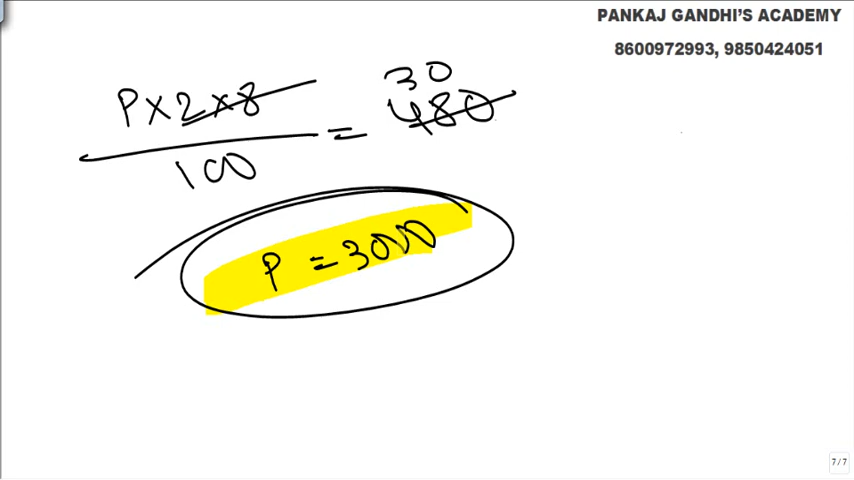 PANKAJ GANDHI'S ACADEMY
8600972993, 9850424051
30
P × 2 × 8 = 480
100
P = 3000
7 / 7